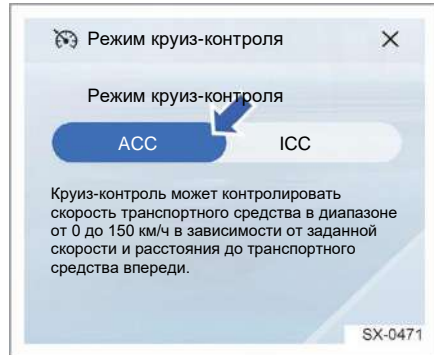 Режим круиз-контроля
Режим круиз-контроля
ACC
ICC
Круиз-контроль может контролировать
скорость транспортного средства в диапазоне
от 0 до 150 км/ч в зависимости от заданной
скорости и расстояния до транспортного
средства впереди.
SX-0471